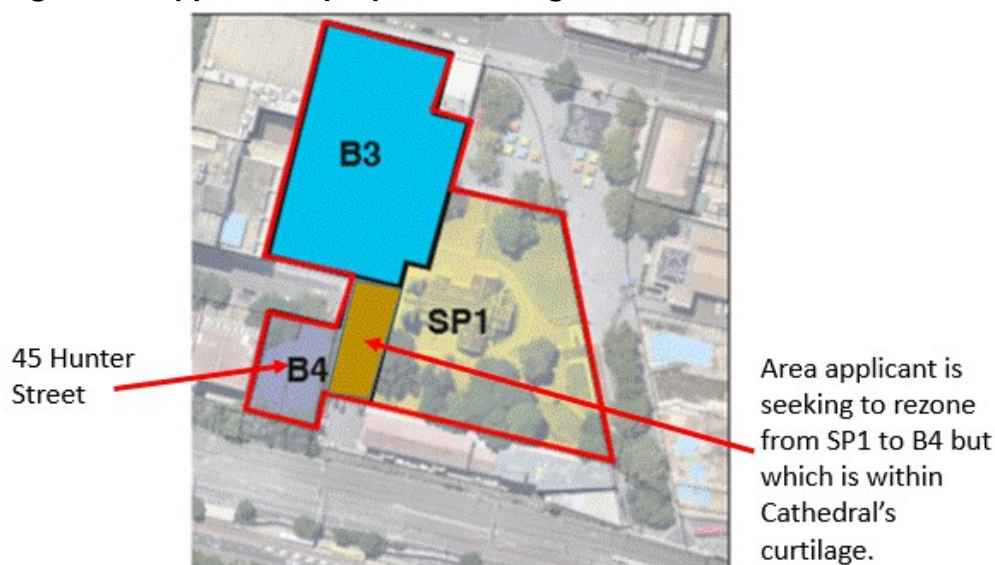 B3
SP1
45 Hunter
Street
B4
Area applicant is
seeking to rezone
from SP1 to B4 but
which is within
Cathedral's
curtilage.